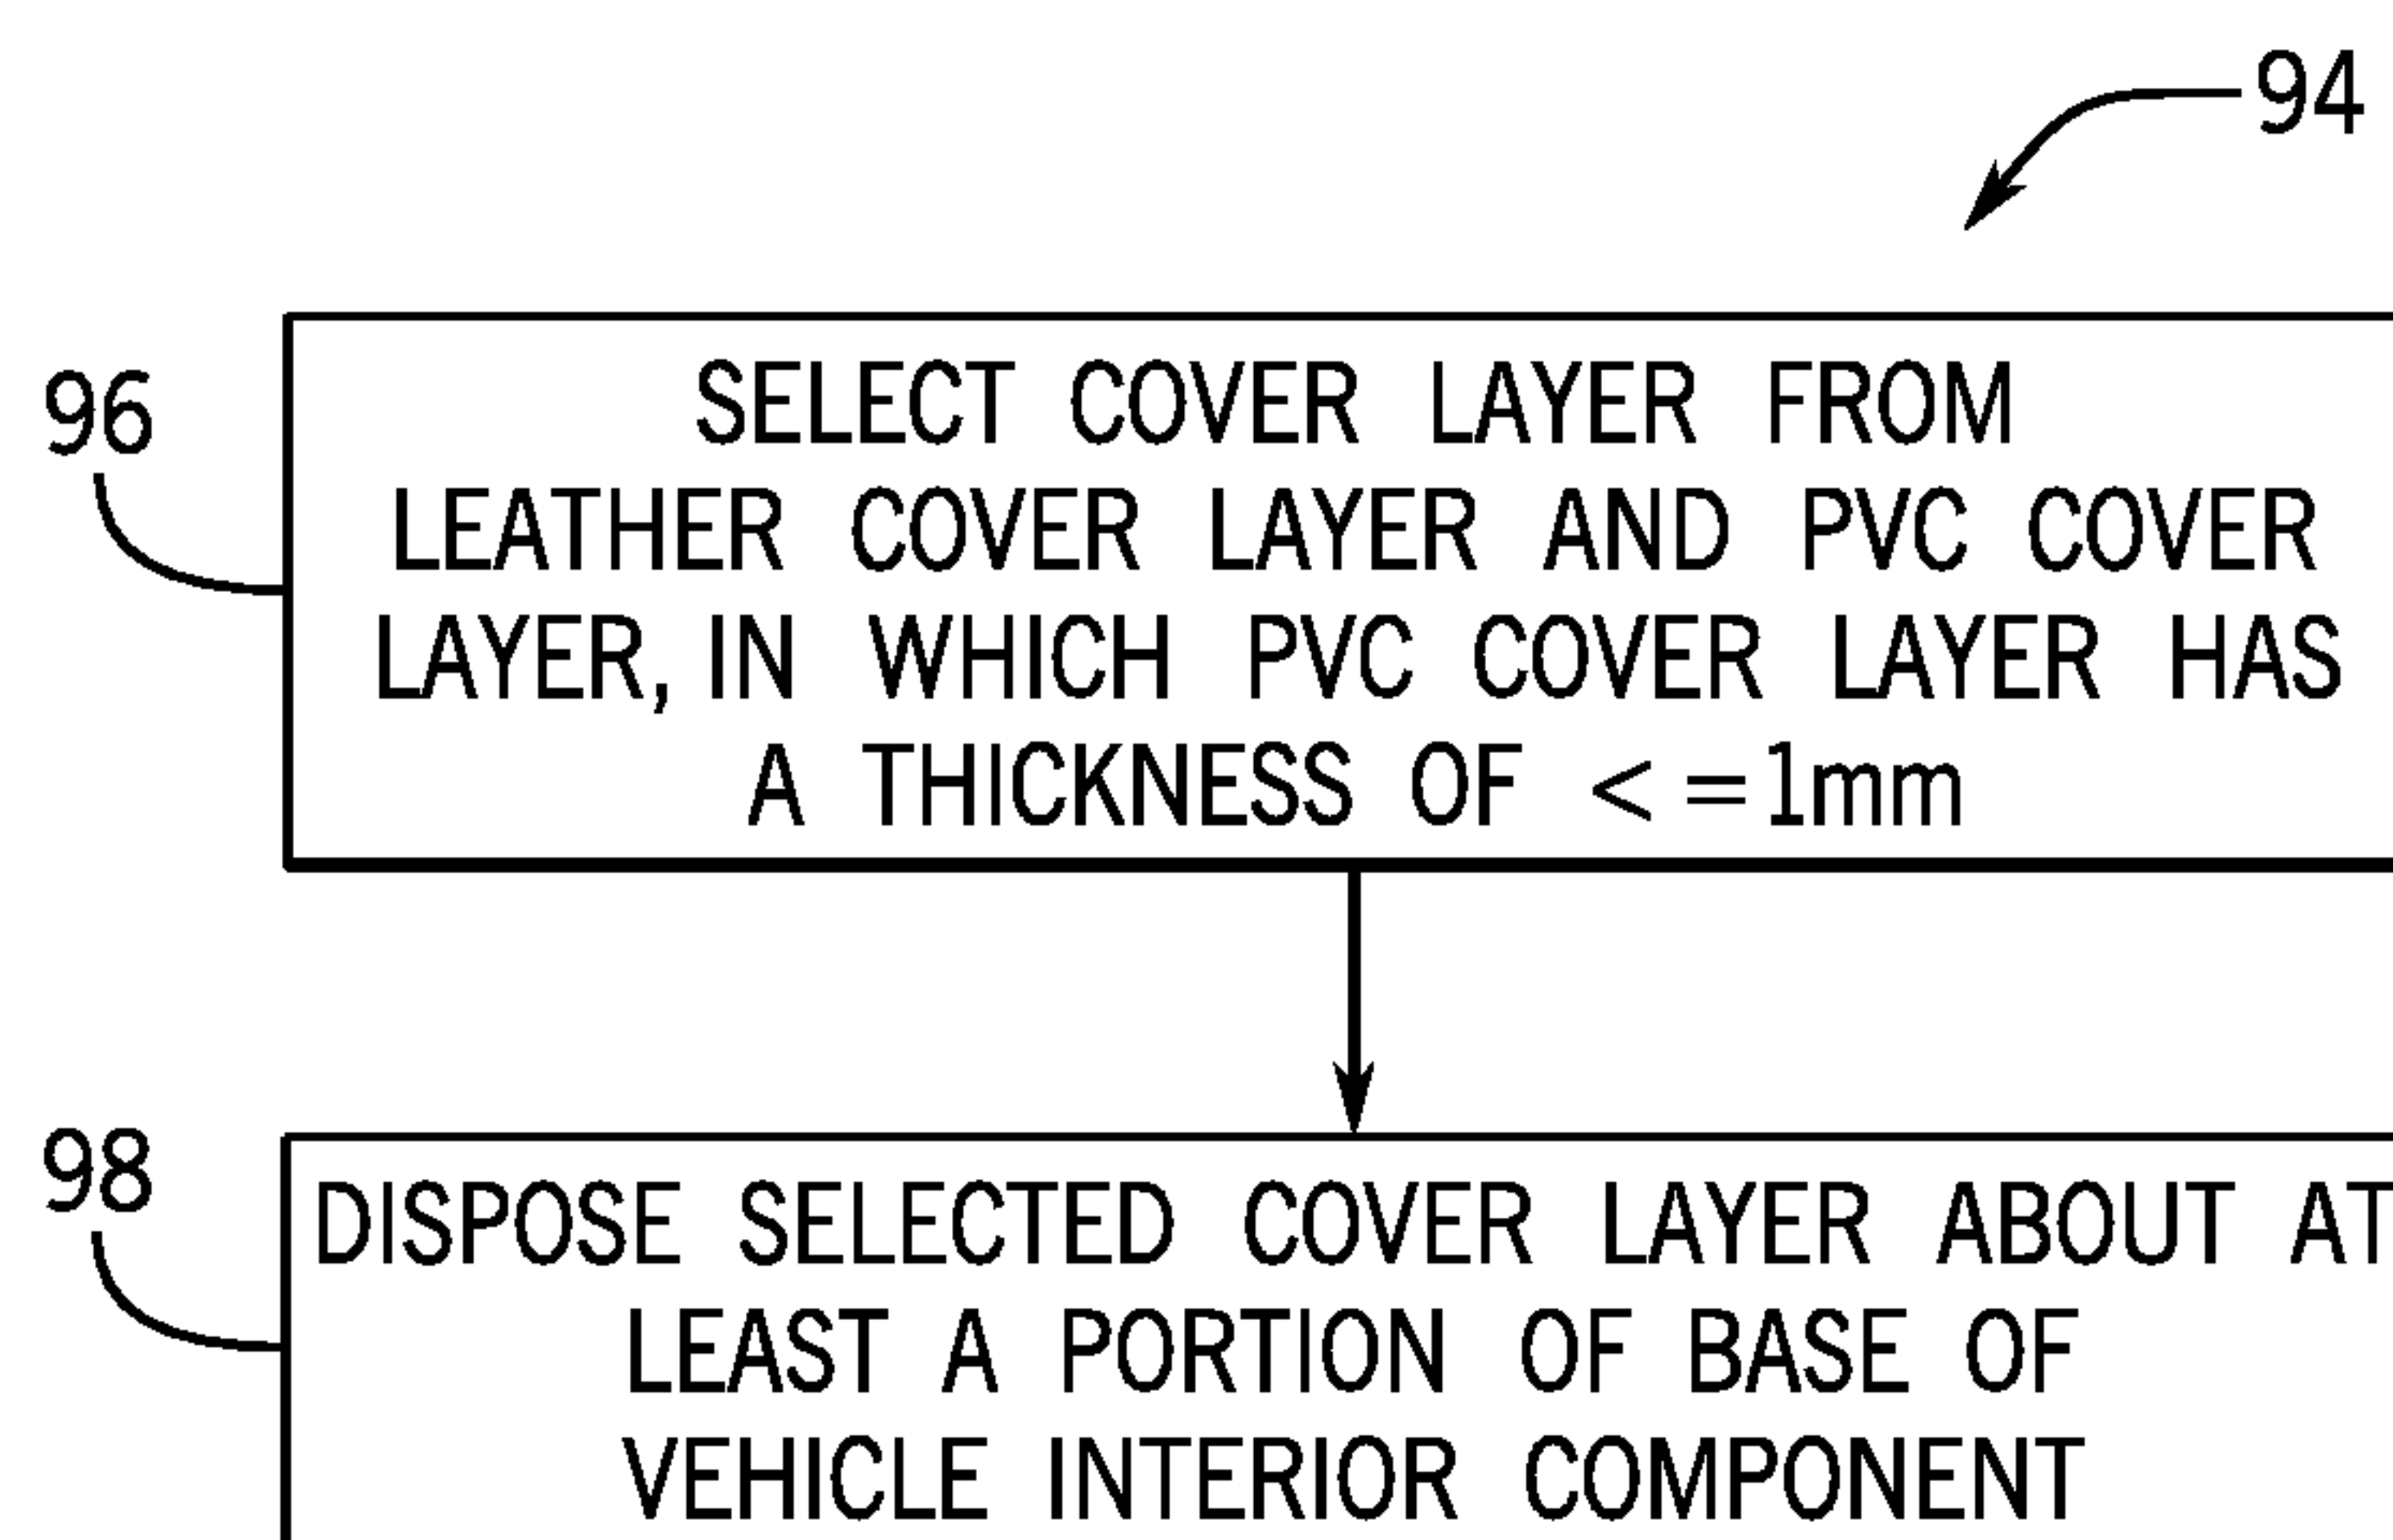 94
96
SELECT COVER LAYER FROM
LEATHER COVER LAYER AND PVC COVER
LAYER, IN WHICH PVC COVER LAYER HAS
A THICKNESS OF < =1mm
98
DISPOSE SELECTED COVER LAYER ABOUT AT
LEAST A PORTION OF BASE OF
VEHICLE INTERIOR COMPONENT